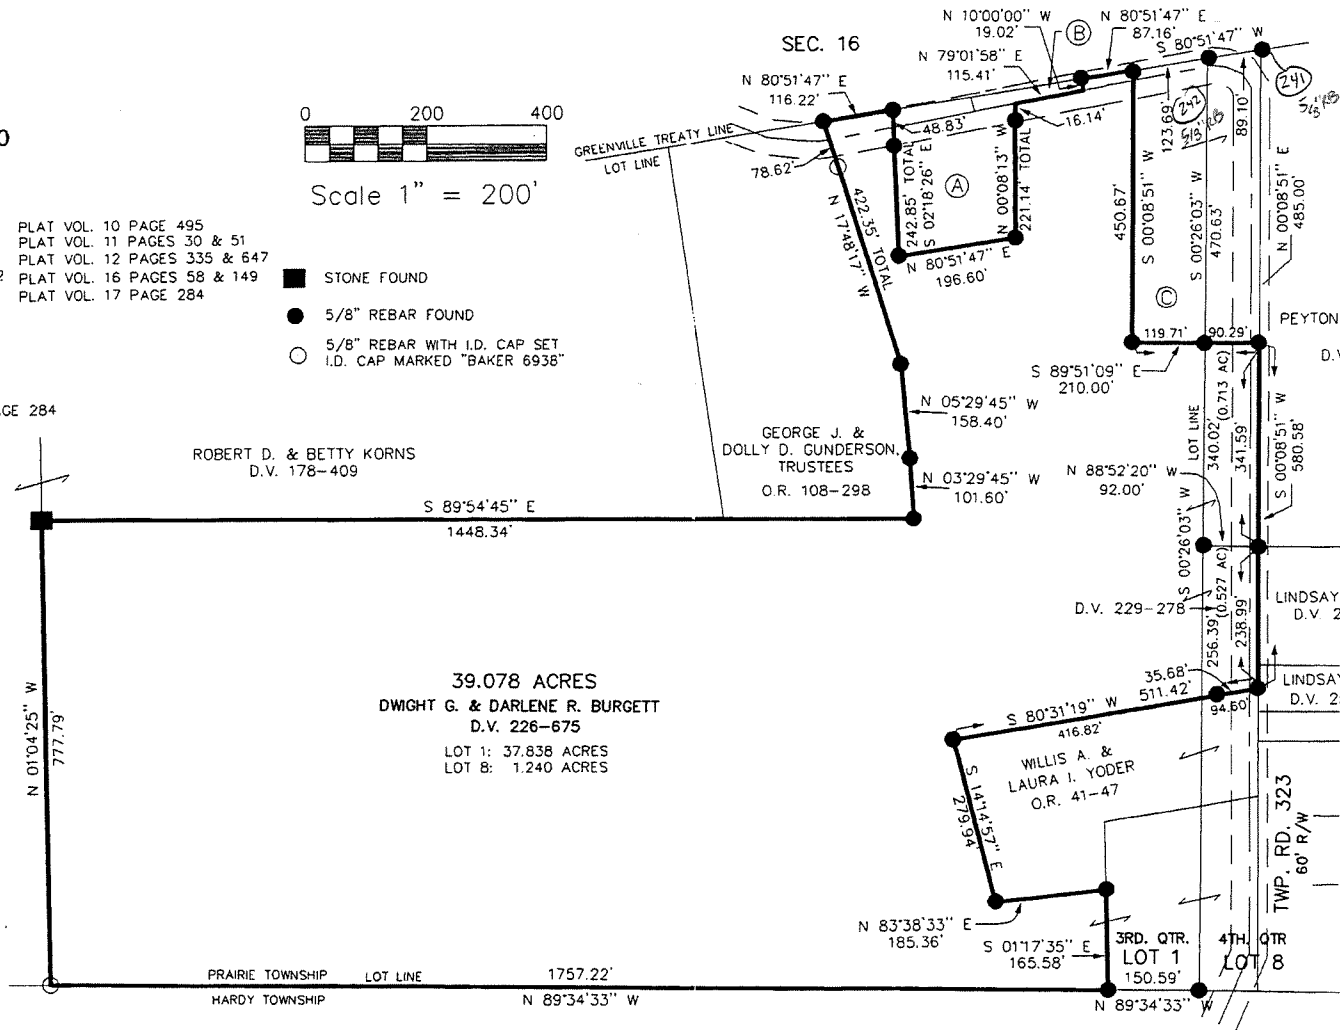 SEC. 16
N 10°00'00" W
19.02'
B
N 80°51'47" E
87.16'
S 80°51'47" W
N 79°01'58" E
115.41'
N 80°51'47" E
116.22'
241
5/8" RB
242
5/8" RB
0 200 400
Scale 1" = 200'
GREENVILLE TREATY LINE
LOT LINE
78.62'
48.83'
16.14'
123.69'
89.10'
A
242.85' TOTAL
S 02°18'26" E
N 00°08'13" W
221.14' TOTAL
422.35' TOTAL
N 17°48'17" W
N 80°51'47" E
196.60'
450.67'
S 00°08'51" W
S 00°26'03" W
470.63'
N 00°08'51" E
485.00'
C
PLAT VOL. 10 PAGE 495
PLAT VOL. 11 PAGES 30 & 51
PLAT VOL. 12 PAGES 335 & 647
PLAT VOL. 16 PAGES 58 & 149
PLAT VOL. 17 PAGE 284
STONE FOUND
5/8" REBAR FOUND
5/8" REBAR WITH I.D. CAP SET
I.D. CAP MARKED "BAKER 6938"
119.71'
90.29'
PEYTON
D.V
S 89°51'09" E
210.00'
GE 284
N 05°29'45" W
158.40'
ROBERT D. & BETTY KORNS
D.V. 178-409
GEORGE J. &
DOLLY D. GUNDERSON,
TRUSTEES
O.R. 108-298
N 03°29'45" W
101.60'
LOT LINE
340.02'
(0.713 AC)
341.59'
S 00°08'51" W
580.58'
N 88°52'20" W
92.00'
S 89°54'45" E
1448.34'
S 00°26'03" W
D.V. 229-278
256.39'
(0.527 AC)
238.99'
LINDSAY
D.V. 2
N 01°04'25" W
777.79'
39.078 ACRES
DWIGHT G. & DARLENE R. BURGETT
D.V. 226-675
LOT 1: 37.838 ACRES
LOT 8: 1.240 ACRES
35.68'
511.42'
94.60'
S 80°31'19" W
416.82'
LINDSAY
D.V. 2
WILLIS A. &
LAURA I. YODER
O.R. 41-47
S 14°14'57" E
279.94'
TWP. RD. 323
60' R/W
N 83°38'33" E
185.36'
S 01°17'35" E
165.58'
3RD. QTR.
LOT 1
4TH. QTR
LOT 8
150.59'
N 89°34'33" W
PRAIRIE TOWNSHIP
LOT LINE
HARDY TOWNSHIP
1757.22'
N 89°34'33" W